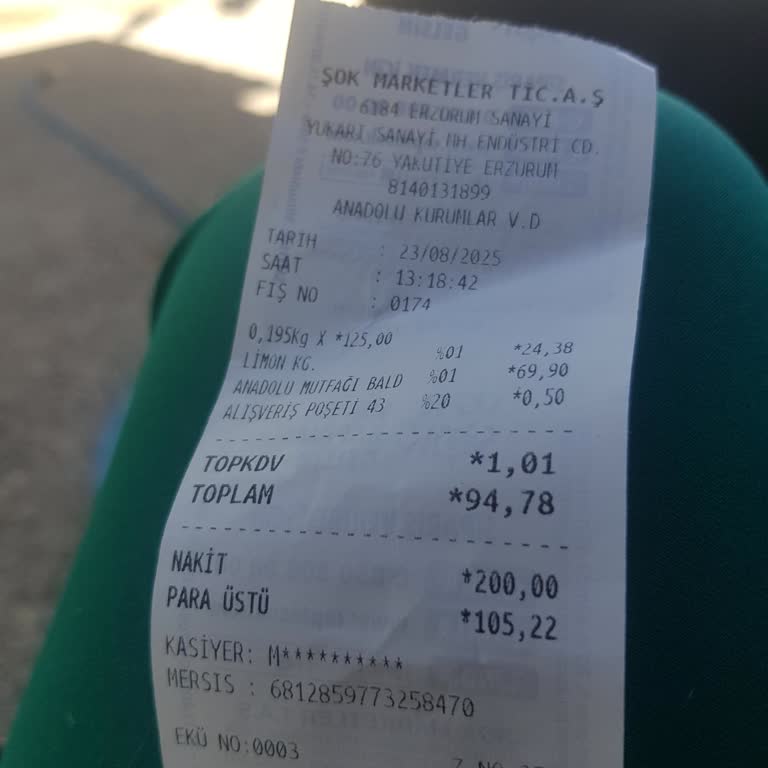 ŞOK MARKETLER TİC.A.Ş
6184 ERZORUM SANAYİ
YUKARI SANAYİ MH ENDÜSTRİ CD.
NO:76 YAKUTİYE ERZURUM
8140131899
ANADOLU KURUMLAR V.D
TARİH : 23/08/2025
SAAT : 13:18:42
FİŞ NO : 0174
0,195Kg X *125,00
LİMON KG. %01 *24,38
ANADOLU MUTFAĞI BALD %01 *69,90
ALIŞVERİŞ POŞETİ 43 %20 *0,50
TOPKDV *1,01
TOPLAM *94,78
NAKİT *200,00
PARA ÜSTÜ *105,22
KASİYER: M**********
MERSIS : 6812859773258470
EKÜ NO:0003 Z NO